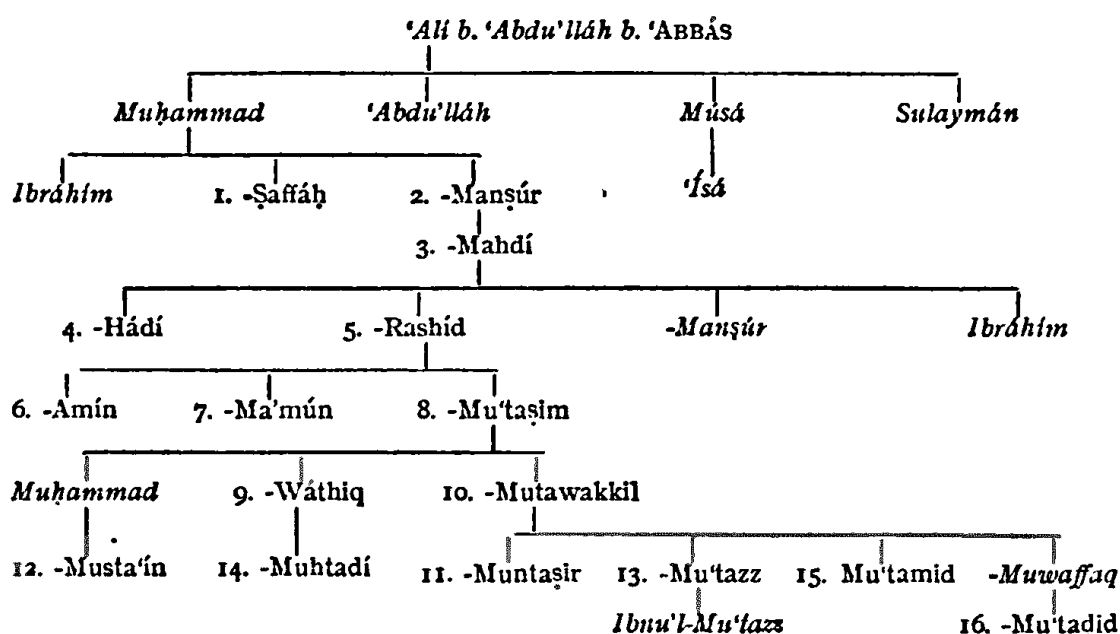 ‘Alí b. ‘Abdu’lláh b. ‘ABBÁS
Muḥammad ‘Abdu’lláh Músá Sulaymán
Ibráhím 1. -Ṣaffáḥ 2. -Manṣúr ‘Ísá
3. -Mahdí
4. -Hádí 5. -Rashíd -Manṣúr Ibráhím
6. -Amín 7. -Ma’mún 8. -Mu‘taṣim
Muḥammad 9. -Wáthiq 10. -Mutawakkil
12. -Musta‘ín 14. -Muhtadí 11. -Muntaṣir 13. -Mu‘tazz 15. Mu‘tamid -Muwaffaq
Ibnu’l-Mu‘tazz 16. -Mu‘tadid